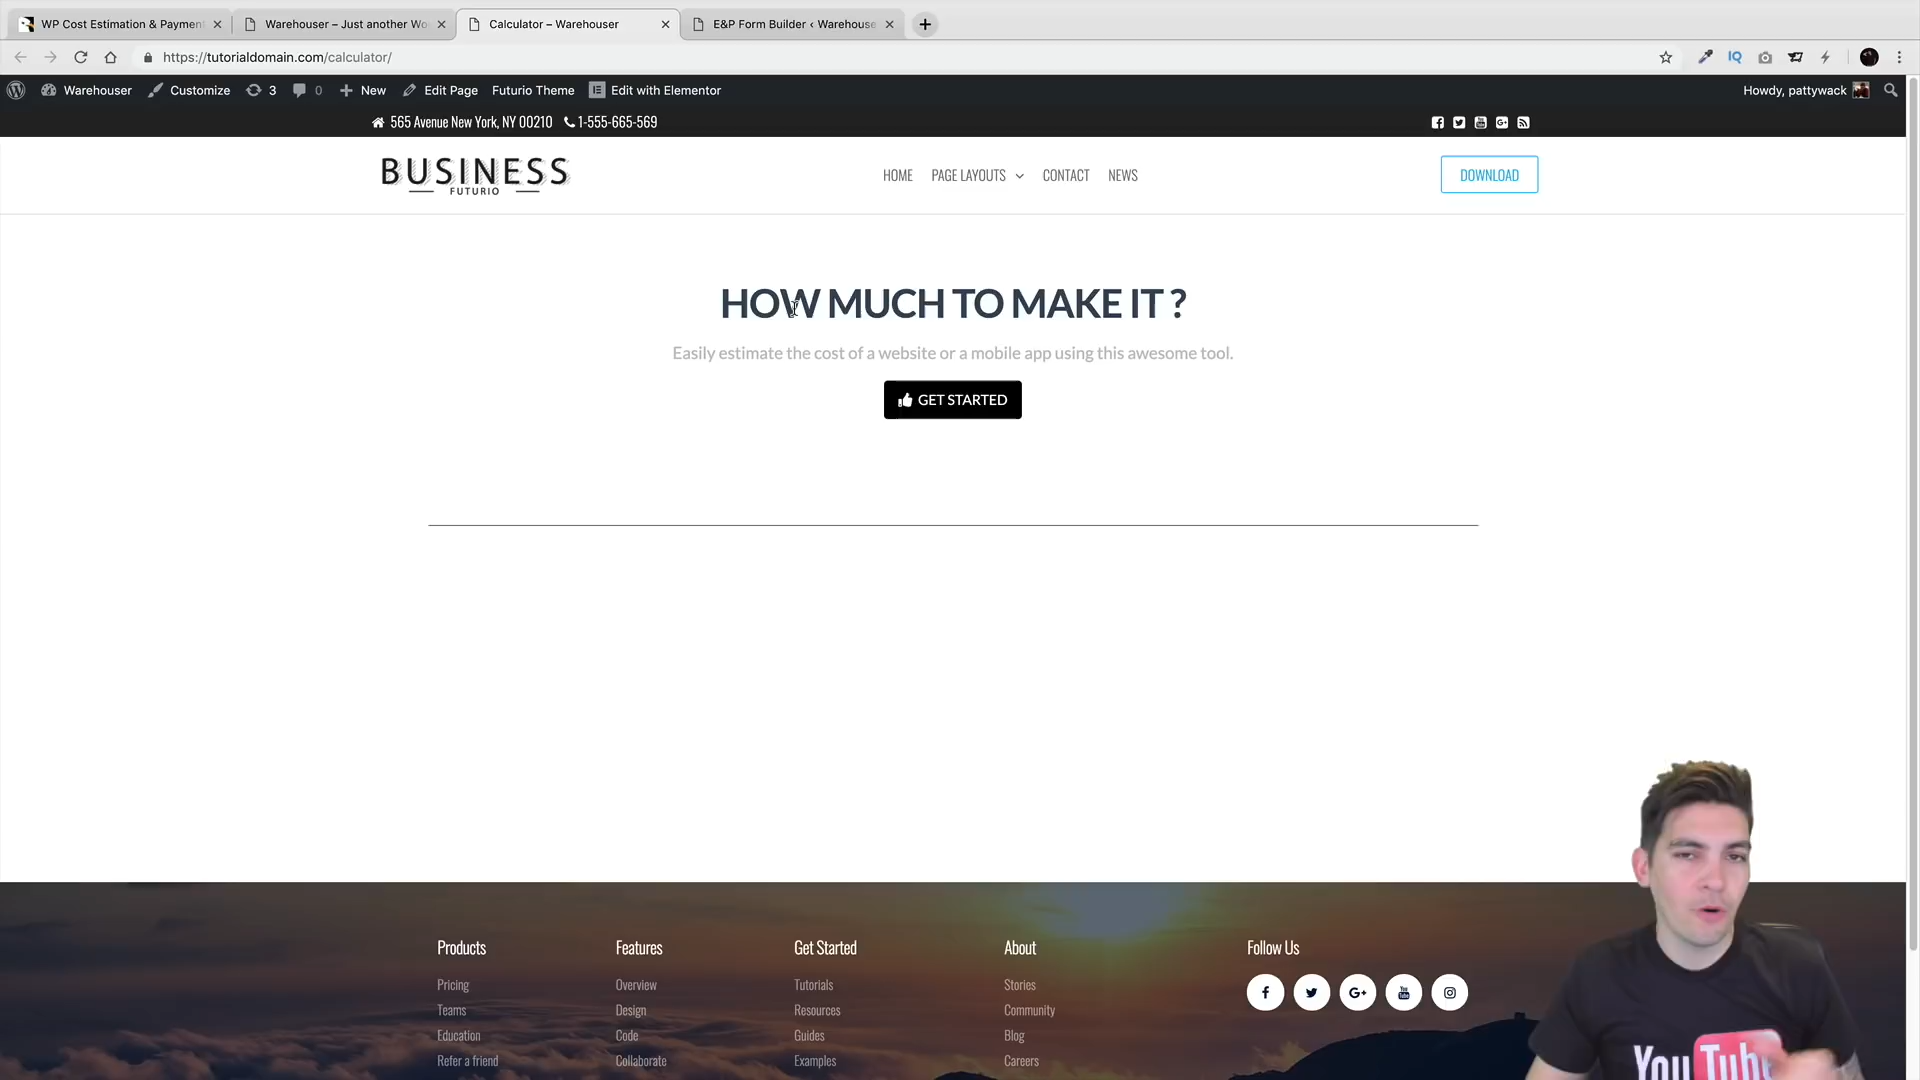 WP Cost Estimation & Payment
Warehouser – Just another Wo
Calculator – Warehouser
E&P Form Builder ‹ Warehouse
https://tutorialdomain.com/calculator/
IQ
Warehouser
Customize
3
0
New
Edit Page
Futurio Theme
Edit with Elementor
Howdy, pattywack
565 Avenue New York, NY 00210
1-555-665-569
BUSINESS
FUTURIO
HOME
PAGE LAYOUTS
CONTACT
NEWS
DOWNLOAD
HOW MUCH TO MAKE IT ?
Easily estimate the cost of a website or a mobile app using this awesome tool.
GET STARTED
Products
Features
Get Started
About
Follow Us
Pricing
Overview
Tutorials
Stories
Teams
Design
Resources
Community
Education
Code
Guides
Blog
Refer a friend
Collaborate
Examples
Careers
You Tube